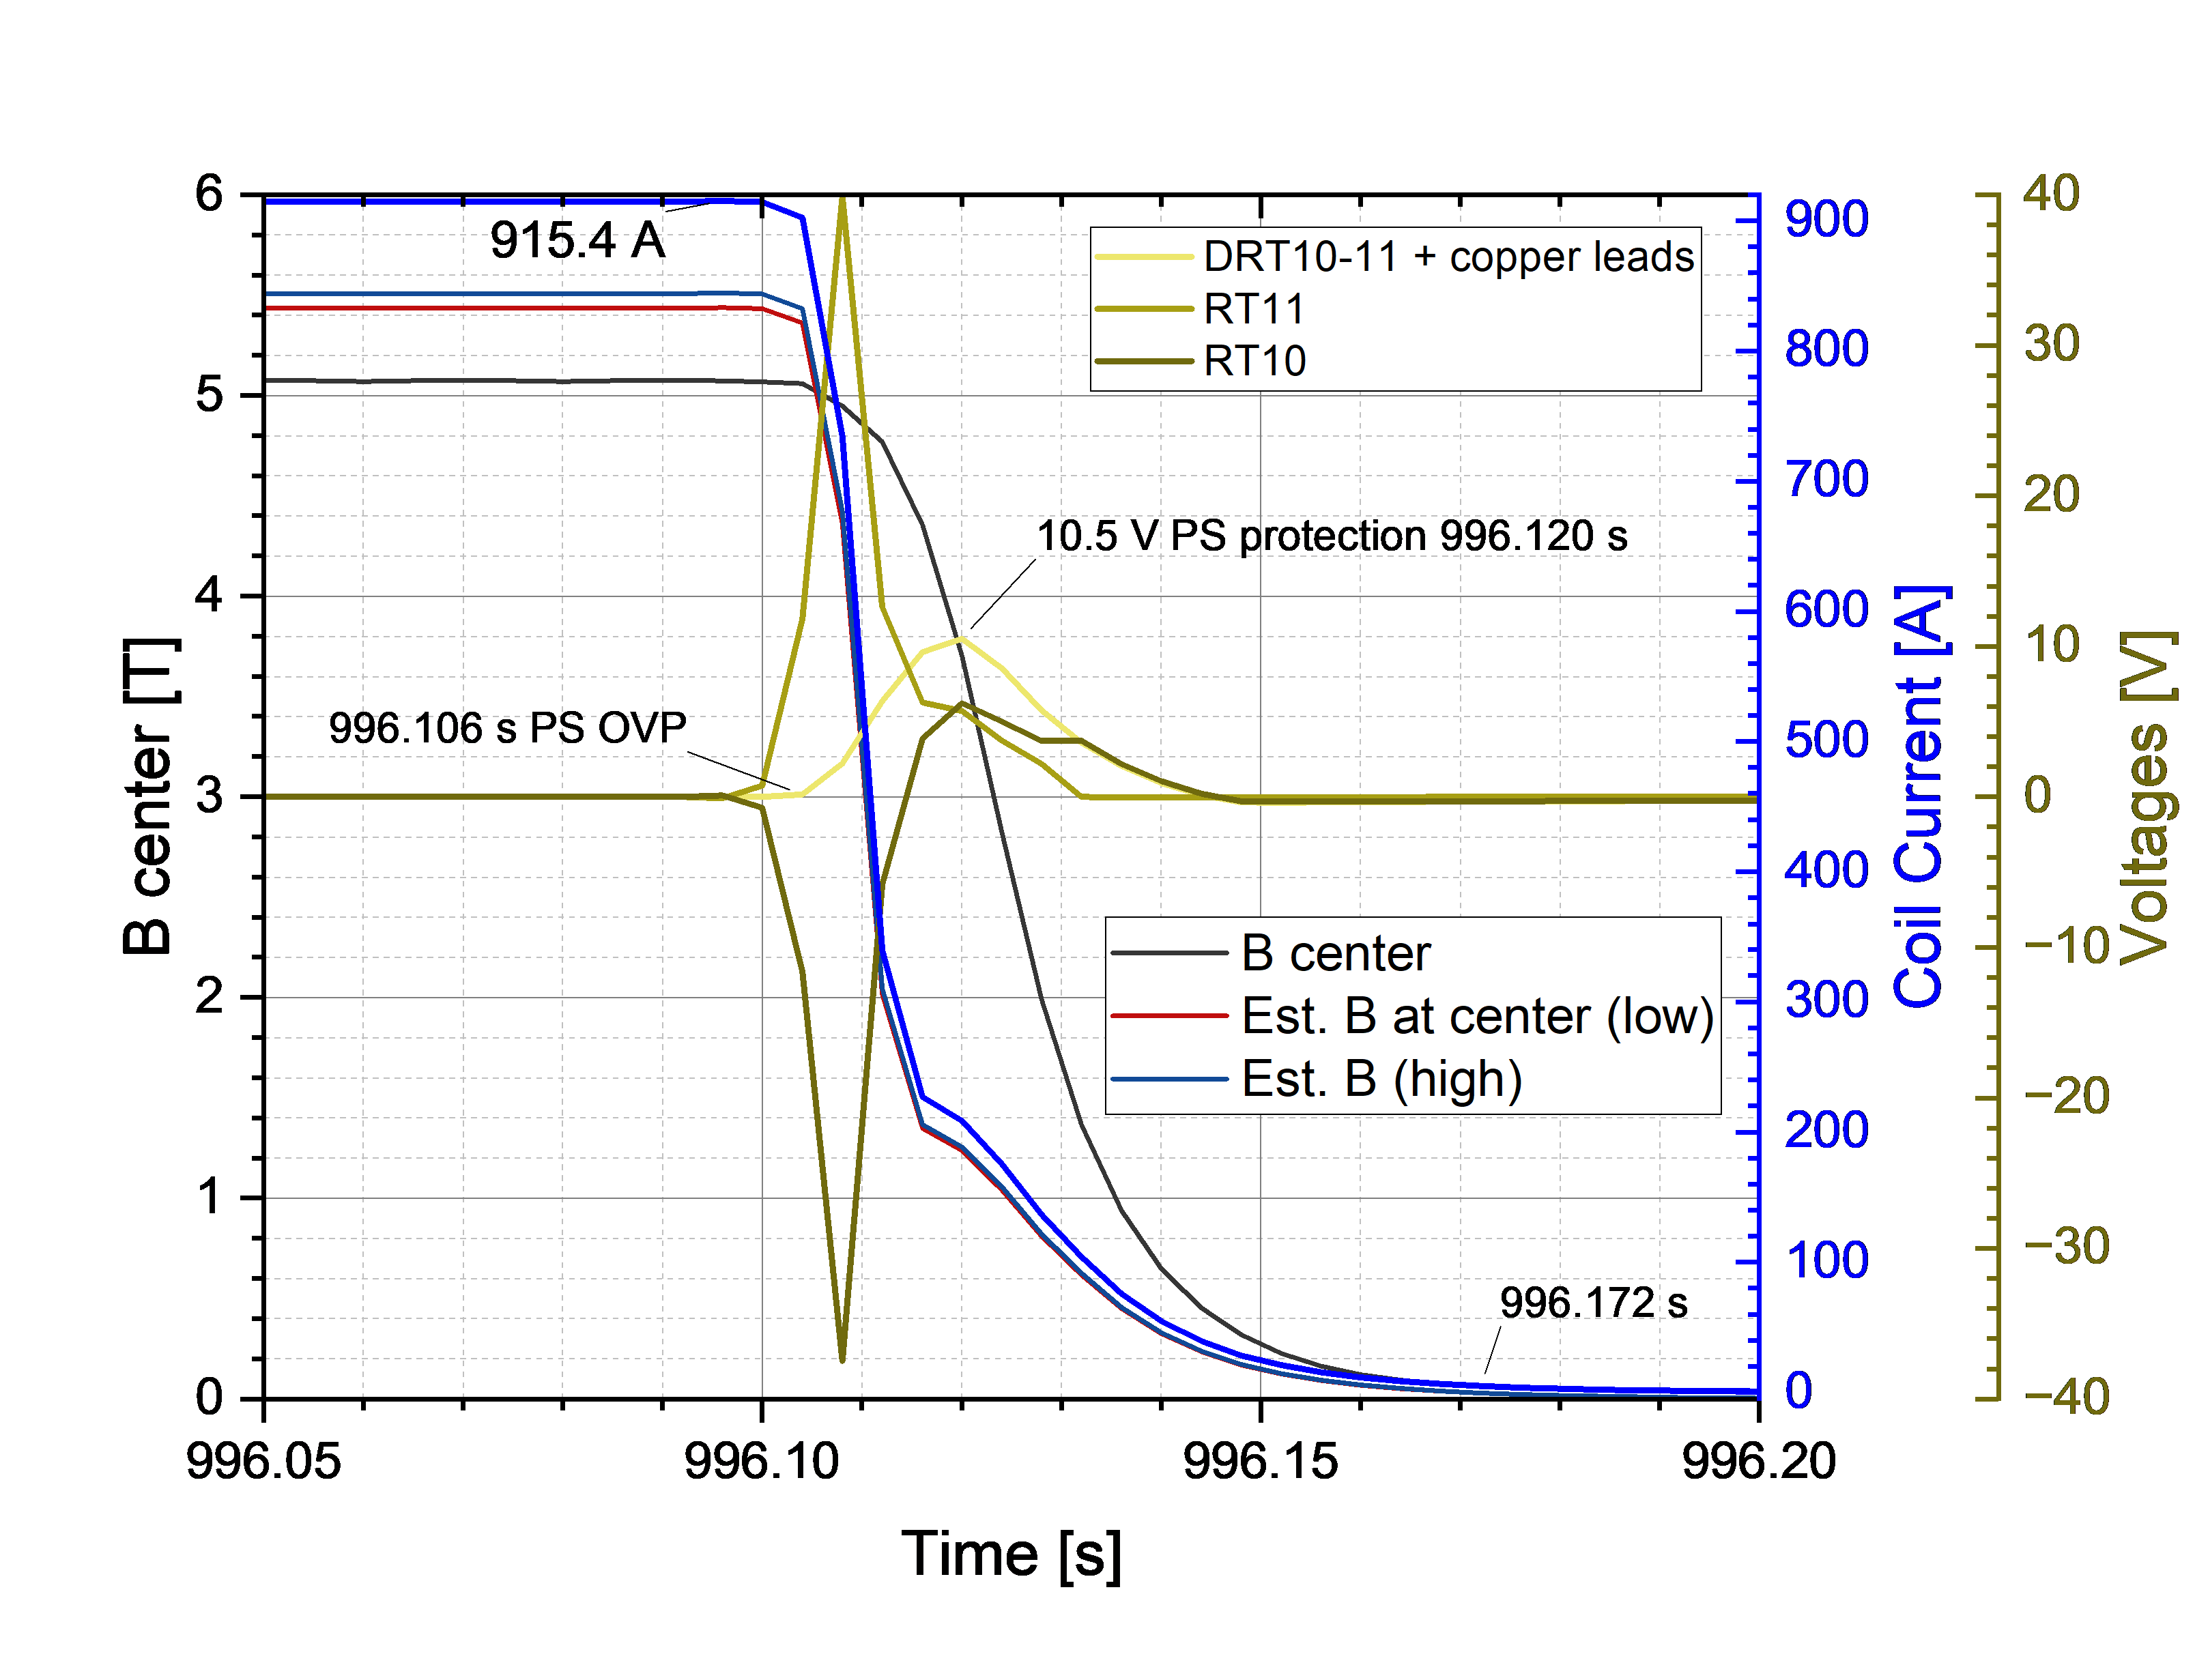 6
5
4
3
2
1
0
B center [T]
915.4 A
DRT10-11 + copper leads
RT11
RT10
10.5 V PS protection 996.120 s
996.106 s PS OVP
B center
Est. B at center (low)
Est. B (high)
996.172 s
900
800
700
600
500
400
300
200
100
0
Coil Current [A]
40
30
20
10
0
−10
−20
−30
−40
Voltages [V]
996.05
996.10
996.15
996.20
Time [s]